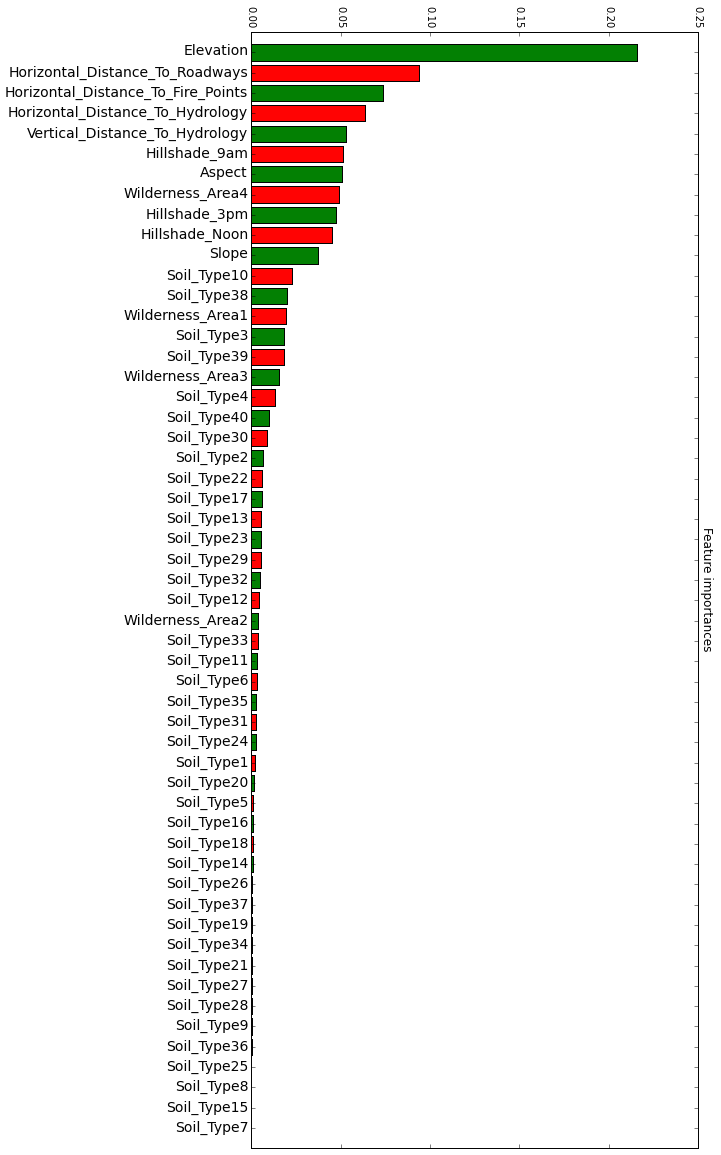 0.00
0.05
0.10
0.15
0.20
0.25
Elevation
Horizontal_Distance_To_Roadways
Horizontal_Distance_To_Fire_Points
Horizontal_Distance_To_Hydrology
Vertical_Distance_To_Hydrology
Hillshade_9am
Aspect
Wilderness_Area4
Hillshade_3pm
Hillshade_Noon
Slope
Soil_Type10
Soil_Type38
Wilderness_Area1
Soil_Type3
Soil_Type39
Wilderness_Area3
Soil_Type4
Soil_Type40
Soil_Type30
Soil_Type2
Soil_Type22
Soil_Type17
Soil_Type13
Soil_Type23
Soil_Type29
Soil_Type32
Soil_Type12
Wilderness_Area2
Soil_Type33
Soil_Type11
Soil_Type6
Soil_Type35
Soil_Type31
Soil_Type24
Soil_Type1
Soil_Type20
Soil_Type5
Soil_Type16
Soil_Type18
Soil_Type14
Soil_Type26
Soil_Type37
Soil_Type19
Soil_Type34
Soil_Type21
Soil_Type27
Soil_Type28
Soil_Type9
Soil_Type36
Soil_Type25
Soil_Type8
Soil_Type15
Soil_Type7
Feature importances